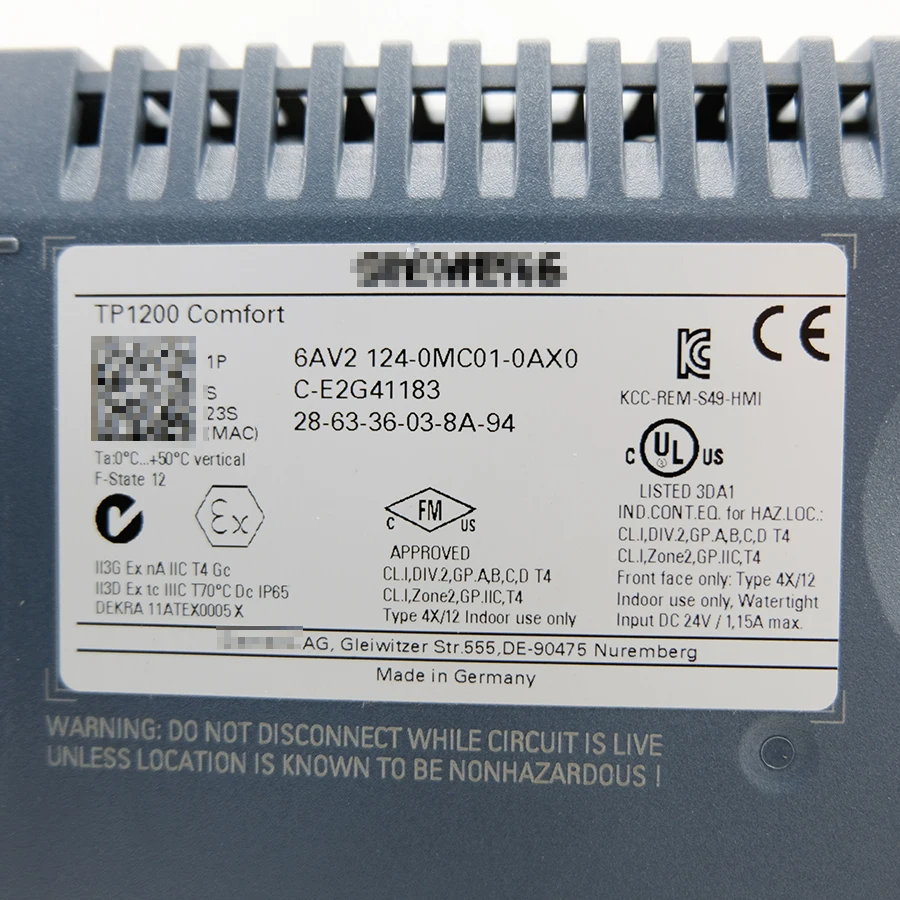 TP1200 Comfort
1P 6AV2 124-0MC01-0AX0
S C-E2G41183
23S
(MAC) 28-63-36-03-8A-94
KCC-REM-S49-HMI
Ta:0°C...+50°C vertical
F-State 12
Ex
II3G Ex nA IIC T4 Gc
II3D Ex tc IIIC T70°C Dc IP65
DEKRA 11ATEX0005 X
C FM US
APPROVED
CL.I,DIV.2,GP.A,B,C,D T4
CL.I,Zone2,GP.IIC,T4
Type 4X/12 Indoor use only
CE
C UL US
LISTED 3DA1
IND.CONT.EQ. for HAZ.LOC.:
CL.I,DIV.2,GP.A,B,C,D T4
CL.I,Zone2,GP.IIC,T4
Front face only: Type 4X/12
Indoor use only, Watertight
Input DC 24V / 1,15A max.
AG, Gleiwitzer Str.555,DE-90475 Nuremberg
Made in Germany
WARNING: DO NOT DISCONNECT WHILE CIRCUIT IS LIVE
UNLESS LOCATION IS KNOWN TO BE NONHAZARDOUS !